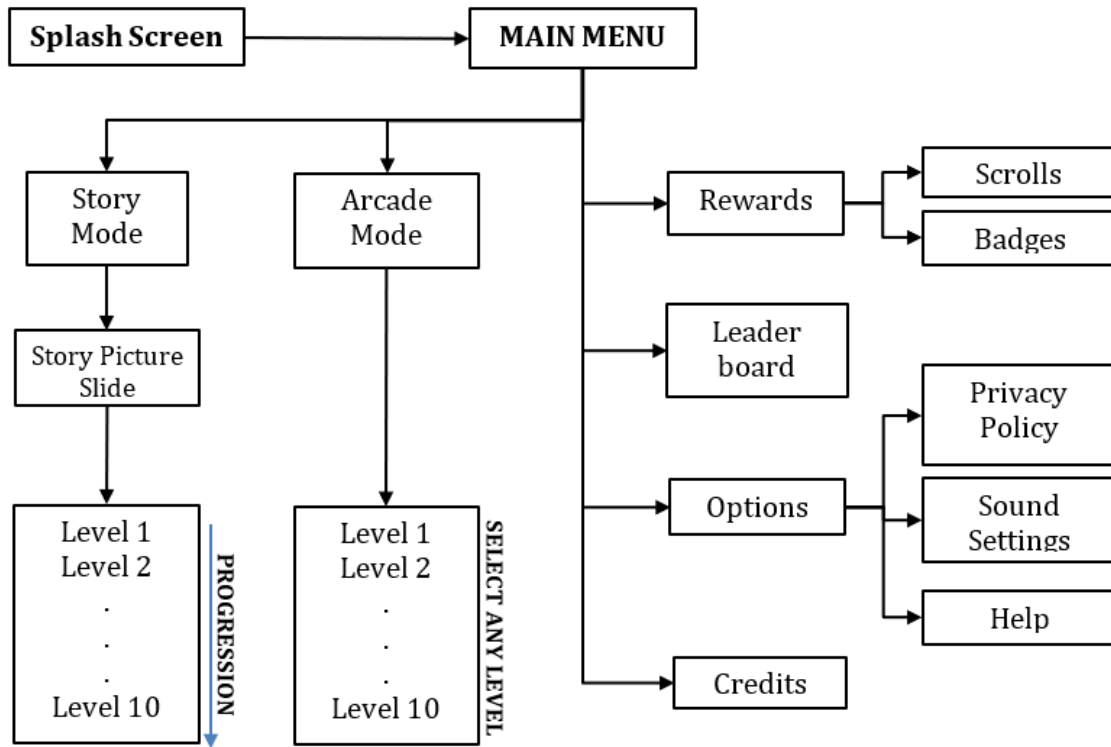 Splash Screen
MAIN MENU
Story
Mode
Arcade
Mode
Rewards
Scrolls
Badges
Story Picture
Slide
Leader
board
Privacy
Policy
Level 1
Level 2
.
.
.
Level 10
PROGRESSION
Level 1
Level 2
.
.
.
Level 10
SELECT ANY LEVEL
Options
Sound
Settings
Help
Credits